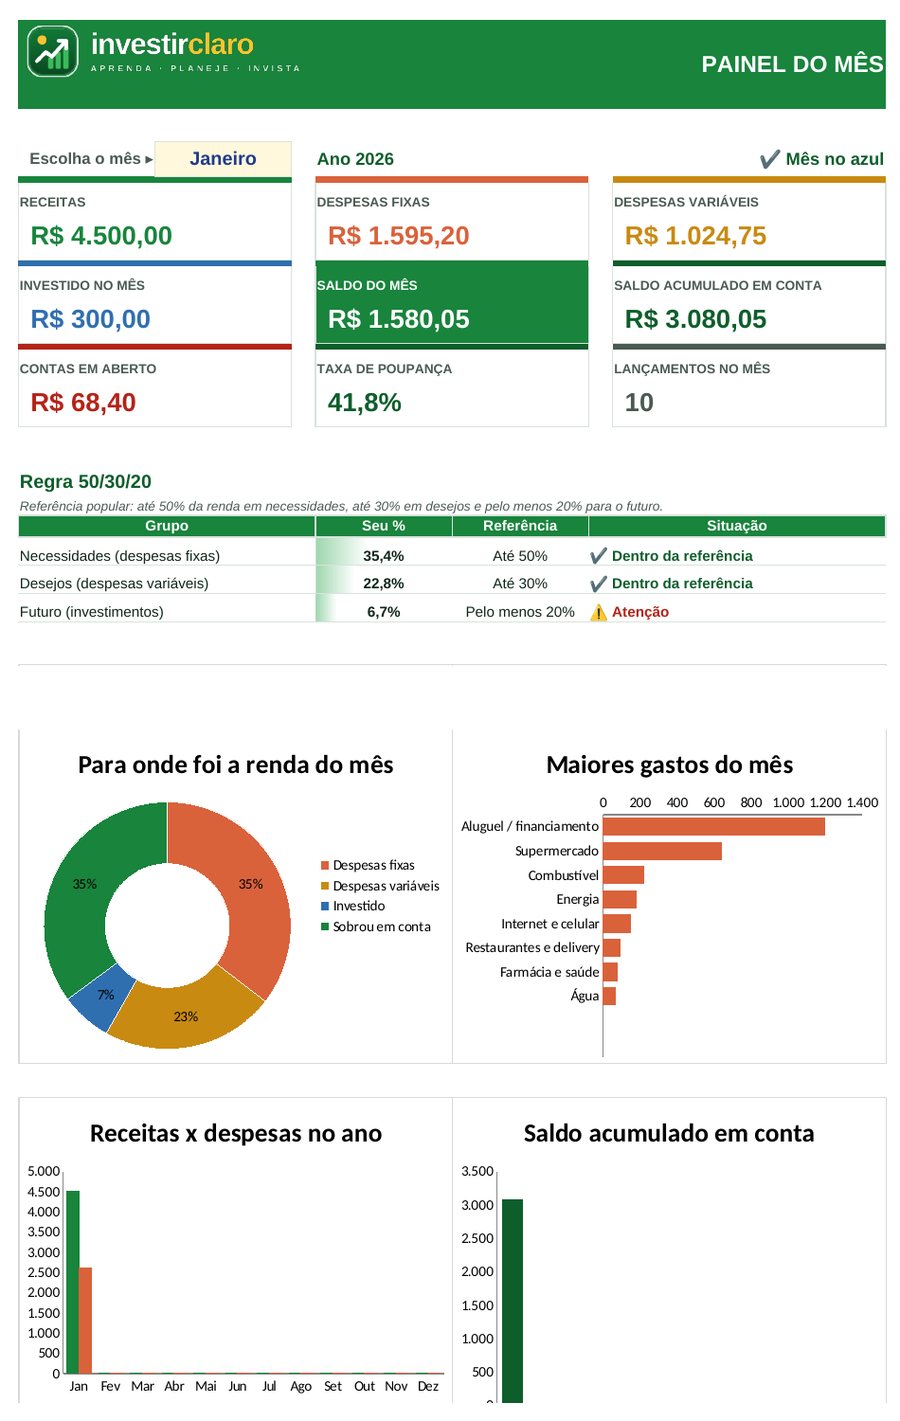 investirclaro
APRENDA · PLANEJE · INVISTA
PAINEL DO MÊS
Escolha o mês ▸ Janeiro
Ano 2026
✔ Mês no azul
RECEITAS
R$ 4.500,00
DESPESAS FIXAS
R$ 1.595,20
DESPESAS VARIÁVEIS
R$ 1.024,75
INVESTIDO NO MÊS
R$ 300,00
SALDO DO MÊS
R$ 1.580,05
SALDO ACUMULADO EM CONTA
R$ 3.080,05
CONTAS EM ABERTO
R$ 68,40
TAXA DE POUPANÇA
41,8%
LANÇAMENTOS NO MÊS
10
Regra 50/30/20
Referência popular: até 50% da renda em necessidades, até 30% em desejos e pelo menos 20% para o futuro.
Grupo Seu % Referência Situação
Necessidades (despesas fixas) 35,4% Até 50% ✔ Dentro da referência
Desejos (despesas variáveis) 22,8% Até 30% ✔ Dentro da referência
Futuro (investimentos) 6,7% Pelo menos 20% ⚠ Atenção
Para onde foi a renda do mês
35%
35%
7%
23%
Despesas fixas
Despesas variáveis
Investido
Sobrou em conta
Maiores gastos do mês
0 200 400 600 800 1.000 1.200 1.400
Aluguel / financiamento
Supermercado
Combustível
Energia
Internet e celular
Restaurantes e delivery
Farmácia e saúde
Água
Receitas x despesas no ano
5.000
4.500
4.000
3.500
3.000
2.500
2.000
1.500
1.000
500
0
Jan Fev Mar Abr Mai Jun Jul Ago Set Out Nov Dez
Saldo acumulado em conta
3.500
3.000
2.500
2.000
1.500
1.000
500
0